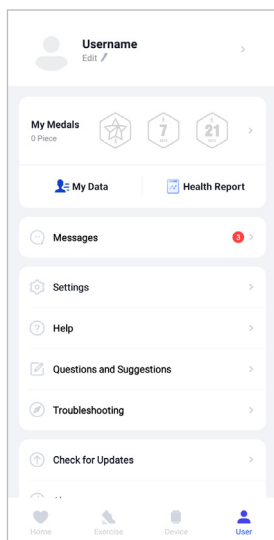 Username
Edit
My Medals
0 Piece
7
21
My Data
Health Report
Messages
3
Settings
Help
Questions and Suggestions
Troubleshooting
Check for Updates
Home
Exercise
Device
User